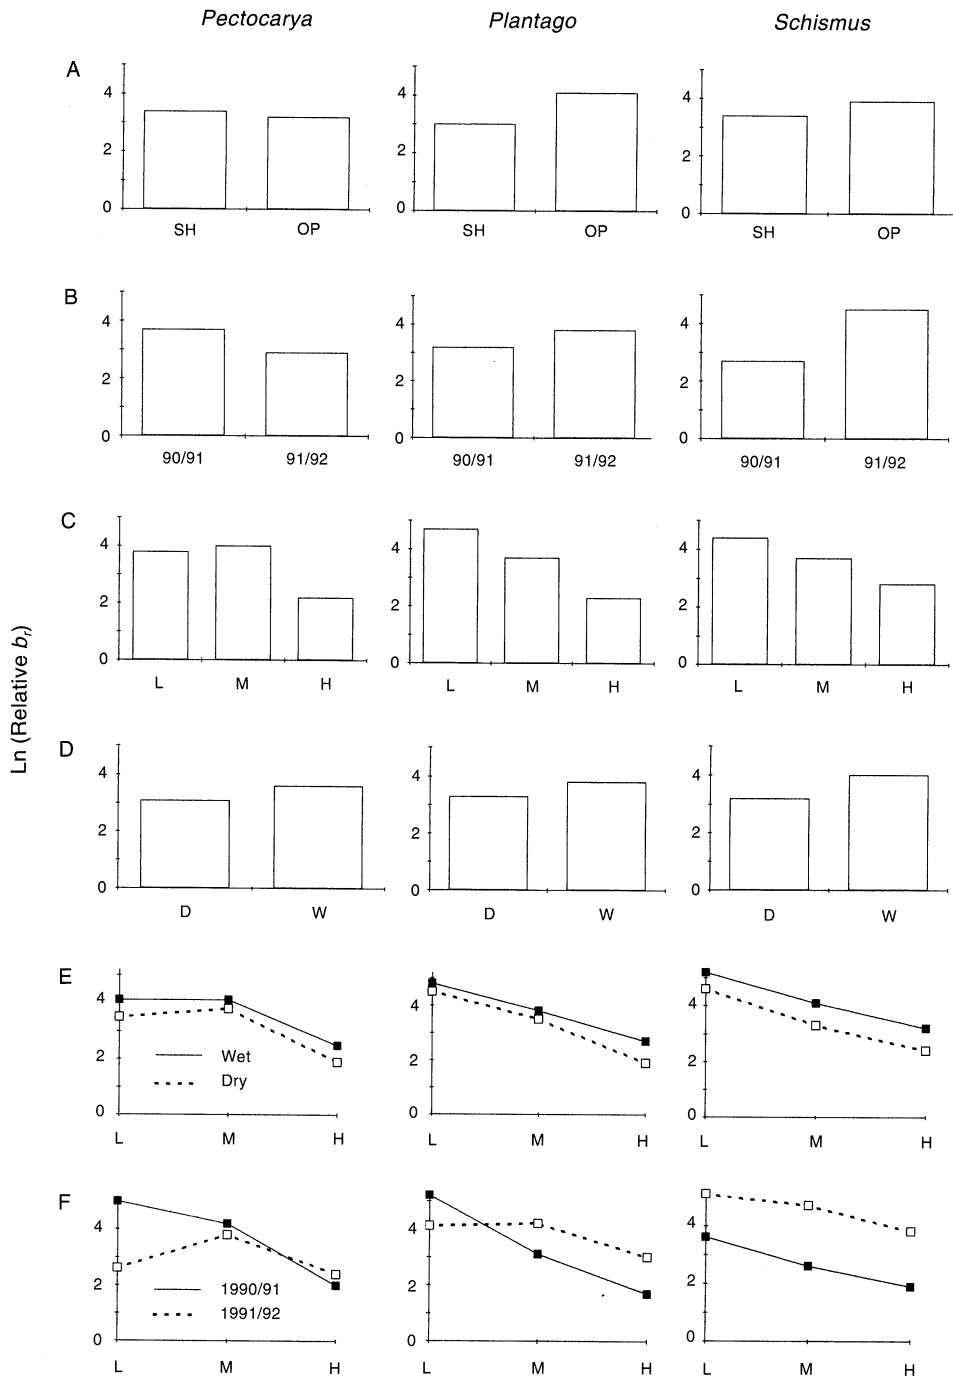 Pectocarya Plantago Schismus
A
4 4 4
2 2 2
0 0 0
SH OP SH OP SH OP
B
4 4 4
2 2 2
0 0 0
90/91 91/92 90/91 91/92 90/91 91/92
C
4 4 4
2 2 2
0 0 0
L M H L M H L M H
Ln (Relative br)
D
4 4 4
2 2 2
0 0 0
D W D W D W
E
4 4 4
2 2 2
Wet
Dry
0 0 0
L M H L M H L M H
F
4 4 4
2 2 2
1990/91
1991/92
0 0 0
L M H L M H L M H